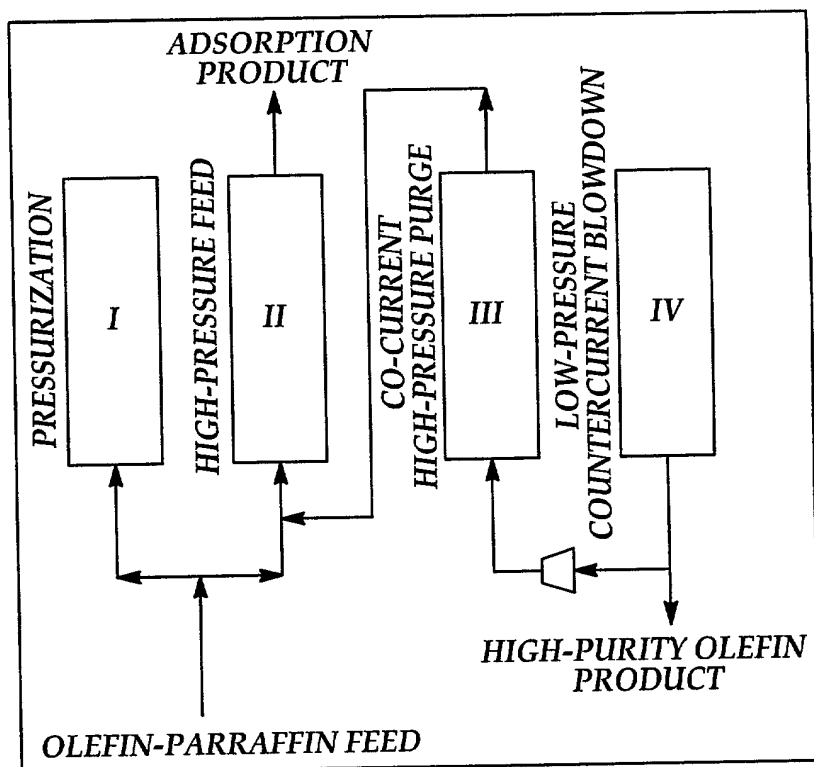 ADSORPTION
PRODUCT
PRESSURIZATION
I
HIGH-PRESSURE FEED
II
CO-CURRENT
HIGH-PRESSURE PURGE
III
LOW-PRESSURE
COUNTERCURRENT BLOWDOWN
IV
HIGH-PURITY OLEFIN
PRODUCT
OLEFIN-PARRAFFIN FEED